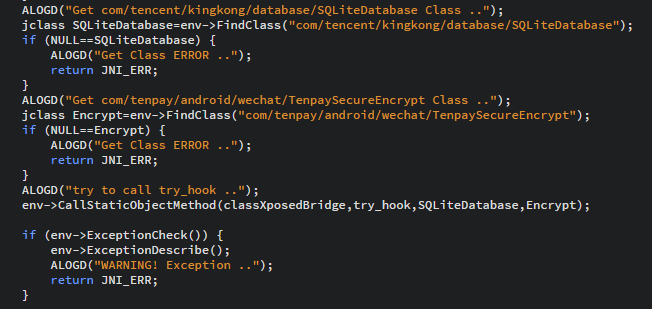 ALOGD("Get com/tencent/kingkong/database/SQLiteDatabase Class ..");
jclass SQLiteDatabase=env->FindClass("com/tencent/kingkong/database/SQLiteDatabase");
if (NULL==SQLiteDatabase) {
    ALOGD("Get Class ERROR ..");
    return JNI_ERR;
}
ALOGD("Get com/tenpay/android/wechat/TenpaySecureEncrypt Class ..");
jclass Encrypt=env->FindClass("com/tenpay/android/wechat/TenpaySecureEncrypt");
if (NULL==Encrypt) {
    ALOGD("Get Class ERROR ..");
    return JNI_ERR;
}
ALOGD("try to call try_hook ..");
env->CallStaticObjectMethod(classXposedBridge,try_hook,SQLiteDatabase,Encrypt);

if (env->ExceptionCheck()) {
    env->ExceptionDescribe();
    ALOGD("WARNING! Exception ..");
    return JNI_ERR;
}